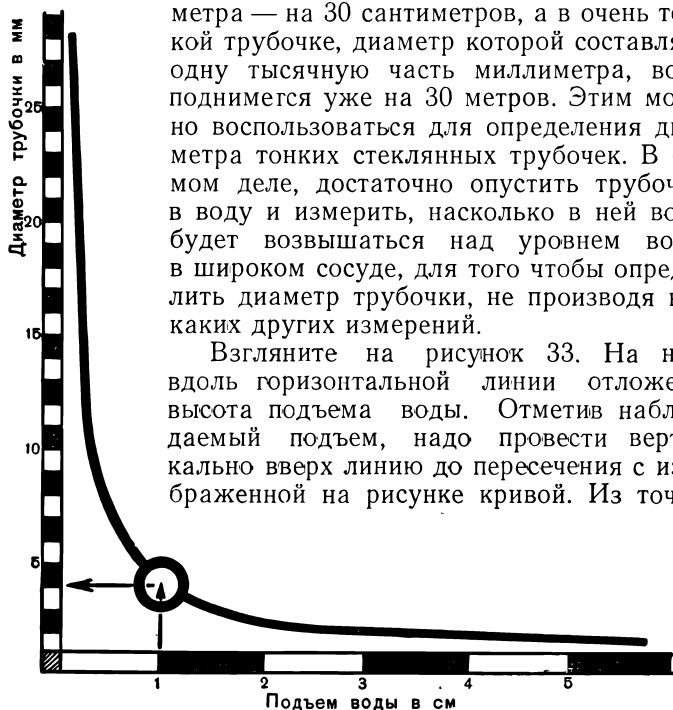 метра — на 30 сантиметров, а в очень то
кой трубочке, диаметр которой составля
одну тысячную часть миллиметра, во
поднимется уже на 30 метров. Этим мо
но воспользоваться для определения ди
метра тонких стеклянных трубочек. В
мом деле, достаточно опустить трубоч
в воду и измерить, насколько в ней во
будет возвышаться над уровнем во
в широком сосуде, для того чтобы опред
лить диаметр трубочки, не производя
каких других измерений.
Взгляните на рисунок 33. На н
вдоль горизонтальной линии отложе
высота подъема воды. Отметив набл
даемый подъем, надо провести верт
кально вверх линию до пересечения с из
браженной на рисунке кривой. Из точ
Диаметр трубочки в мм
25
20
15
10
5
1 2 3 4 5
Подъем воды в см